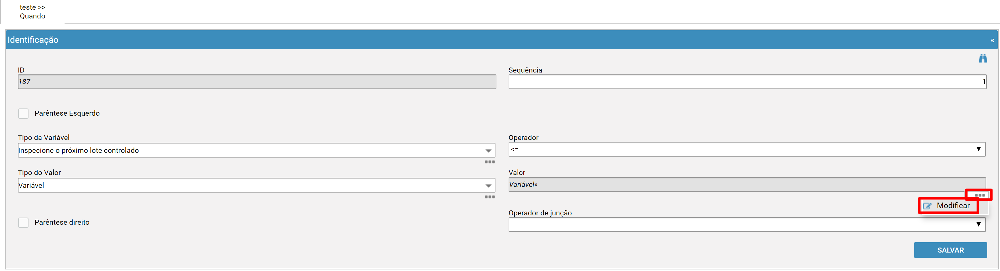 teste >>
Quando
Identificação
«
ID
Sequência
187
1
Parêntese Esquerdo
Tipo da Variável
Operador
Inspecione o próximo lote controlado
<=
Tipo do Valor
Valor
Variável
Variável»
Modificar
Operador de junção
Parêntese direito
SALVAR